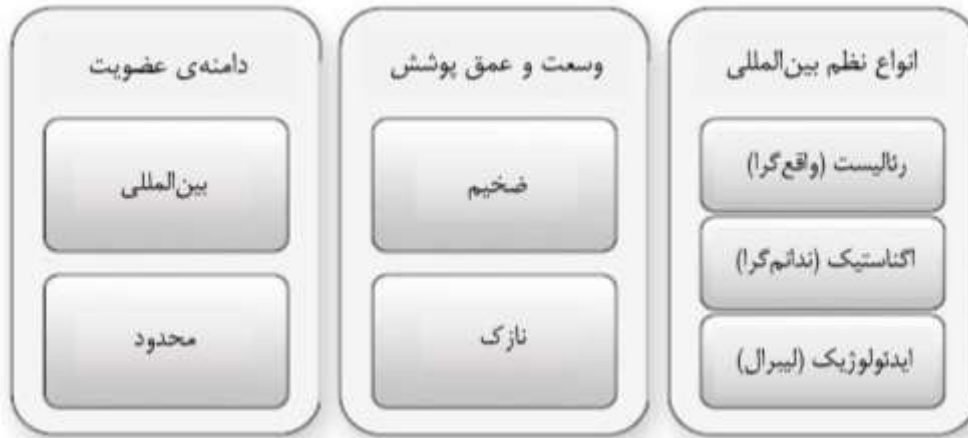 انواع نظم بین‌المللی
رئالیست (واقع‌گرا)
اگناستیک (ندانم‌گرا)
ایدئولوژیک (لیبرال)
وسعت و عمق پوشش
ضخیم
نازک
دامنه‌ی عضویت
بین‌المللی
محدود